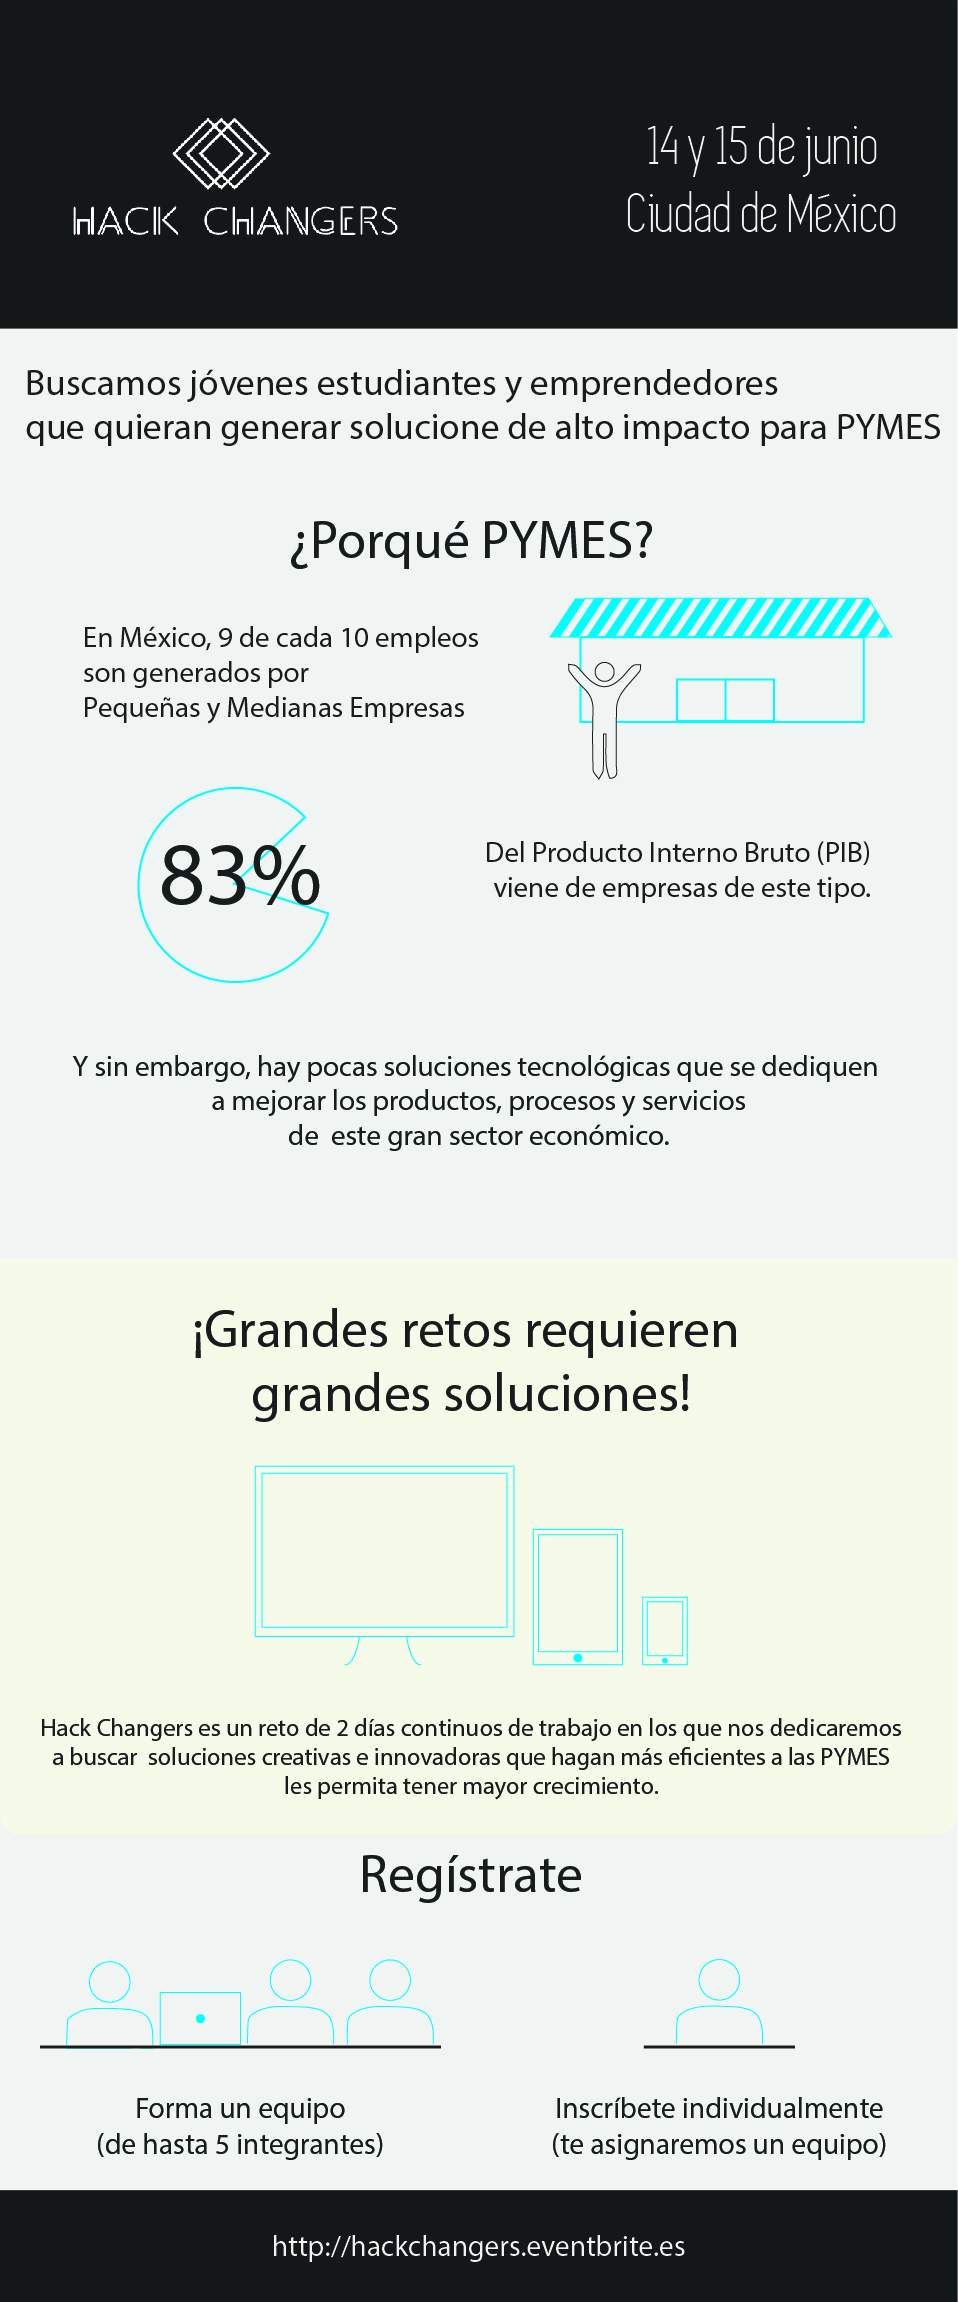 HACK CHANGERS
14 y 15 de junio
Ciudad de México
Buscamos jóvenes estudiantes y emprendedores
que quieran generar solucione de alto impacto para PYMES
¿Porqué PYMES?
En México, 9 de cada 10 empleos
son generados por
Pequeñas y Medianas Empresas
83%
Del Producto Interno Bruto (PIB)
viene de empresas de este tipo.
Y sin embargo, hay pocas soluciones tecnológicas que se dediquen
a mejorar los productos, procesos y servicios
de este gran sector económico.
¡Grandes retos requieren
grandes soluciones!
Hack Changers es un reto de 2 días continuos de trabajo en los que nos dedicaremos
a buscar soluciones creativas e innovadoras que hagan más eficientes a las PYMES
les permita tener mayor crecimiento.
Regístrate
Forma un equipo
(de hasta 5 integrantes)
Inscríbete individualmente
(te asignaremos un equipo)
http://hackchangers.eventbrite.es